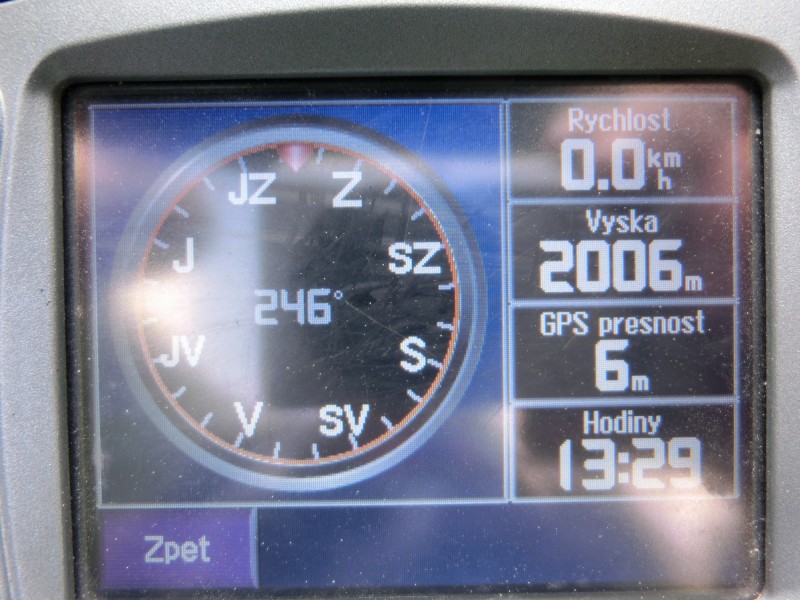 JZ Z
J SZ
246°
JV S
V SV
Rychlost
0.0 km h
Vyska
2006m
GPS presnost
6m
Hodiny
13:29
Zpet